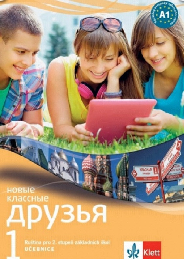 A1
новые
классные
друзья
1
Ruština pro 2. stupeň základních škol
UČEBNICE
Klett